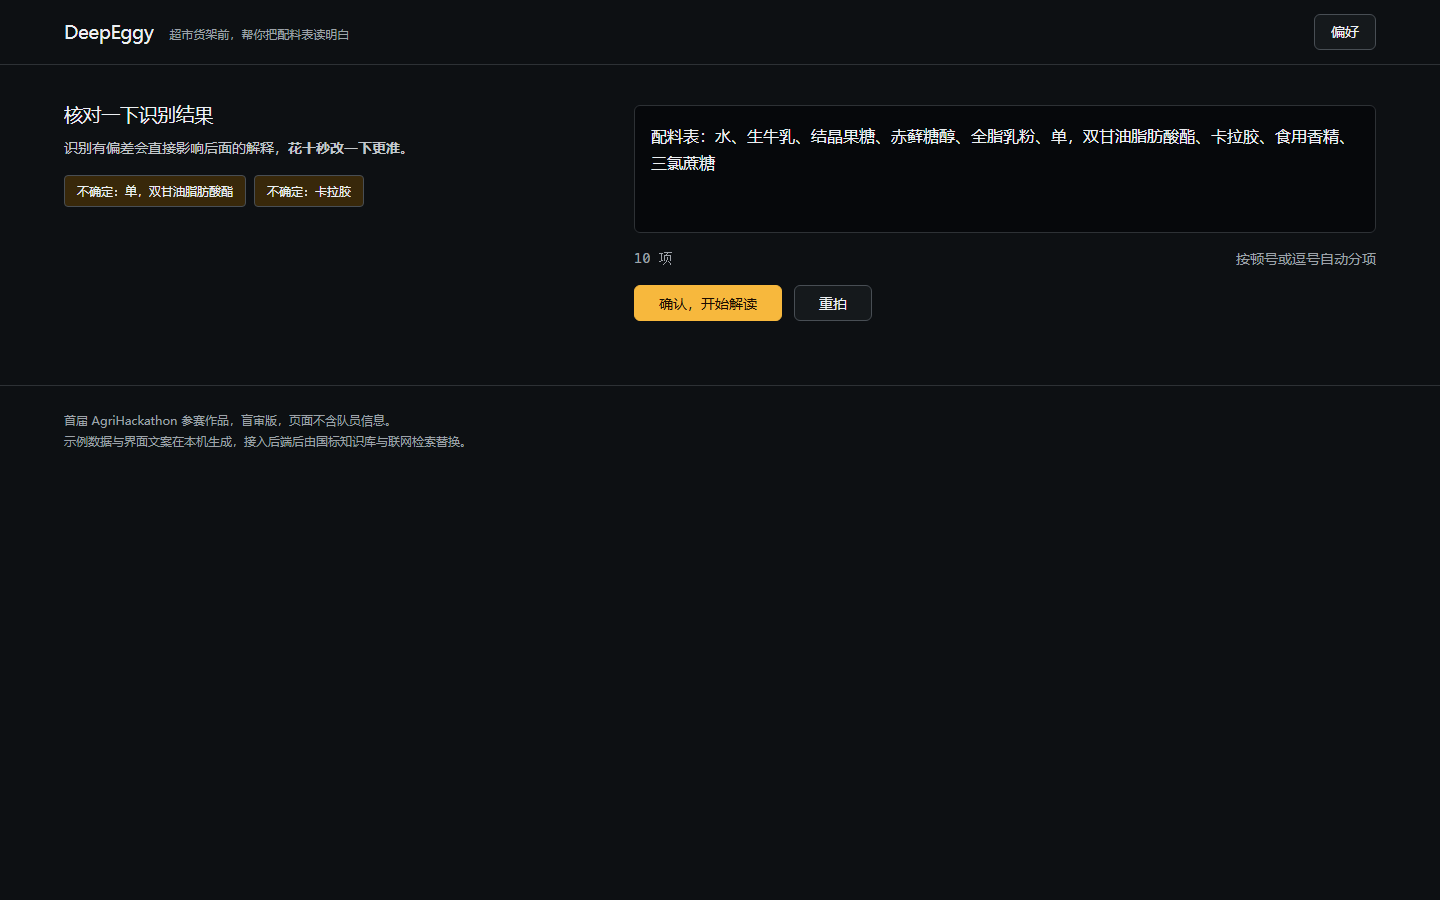 DeepEggy 超市货架前，帮你把配料表读明白
偏好
核对一下识别结果
识别有偏差会直接影响后面的解释，花十秒改一下更准。
不确定：单，双甘油脂肪酸酯
不确定：卡拉胶
配料表：水、生牛乳、结晶果糖、赤藓糖醇、全脂乳粉、单，双甘油脂肪酸酯、卡拉胶、食用香精、
三氯蔗糖
10 项
按顿号或逗号自动分项
确认，开始解读
重拍
首届 AgriHackathon 参赛作品，盲审版，页面不含队员信息。
示例数据与界面文案在本机生成，接入后端后由国标知识库与联网检索替换。